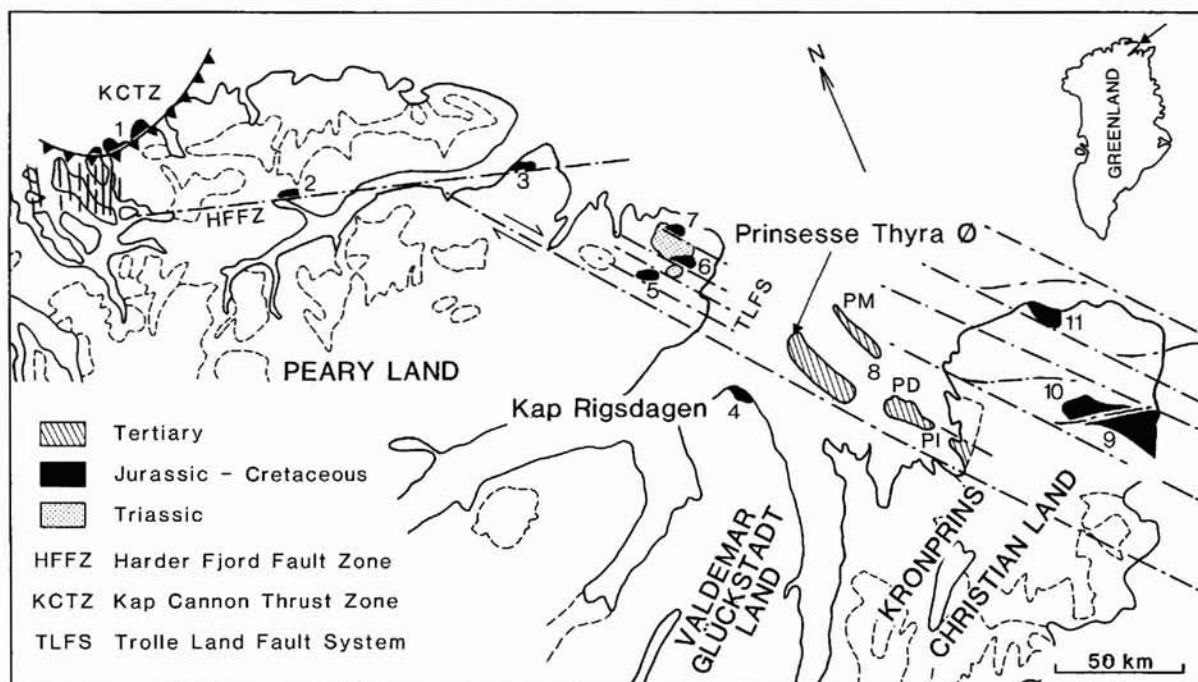 KCTZ
1
N
GREENLAND
2
3
HFFZ
7
Prinsesse Thyra Ø
6
5
TLFS
PM
11
PEARY LAND
8
Kap Rigsdagen
4
PD
10
PI
9
Tertiary
Jurassic - Cretaceous
Triassic
HFFZ Harder Fjord Fault Zone
KCTZ Kap Cannon Thrust Zone
TLFS Trolle Land Fault System
VALDEMAR
GLÜCKSTADT
LAND
KRONPRINS
CHRISTIAN LAND
50 km